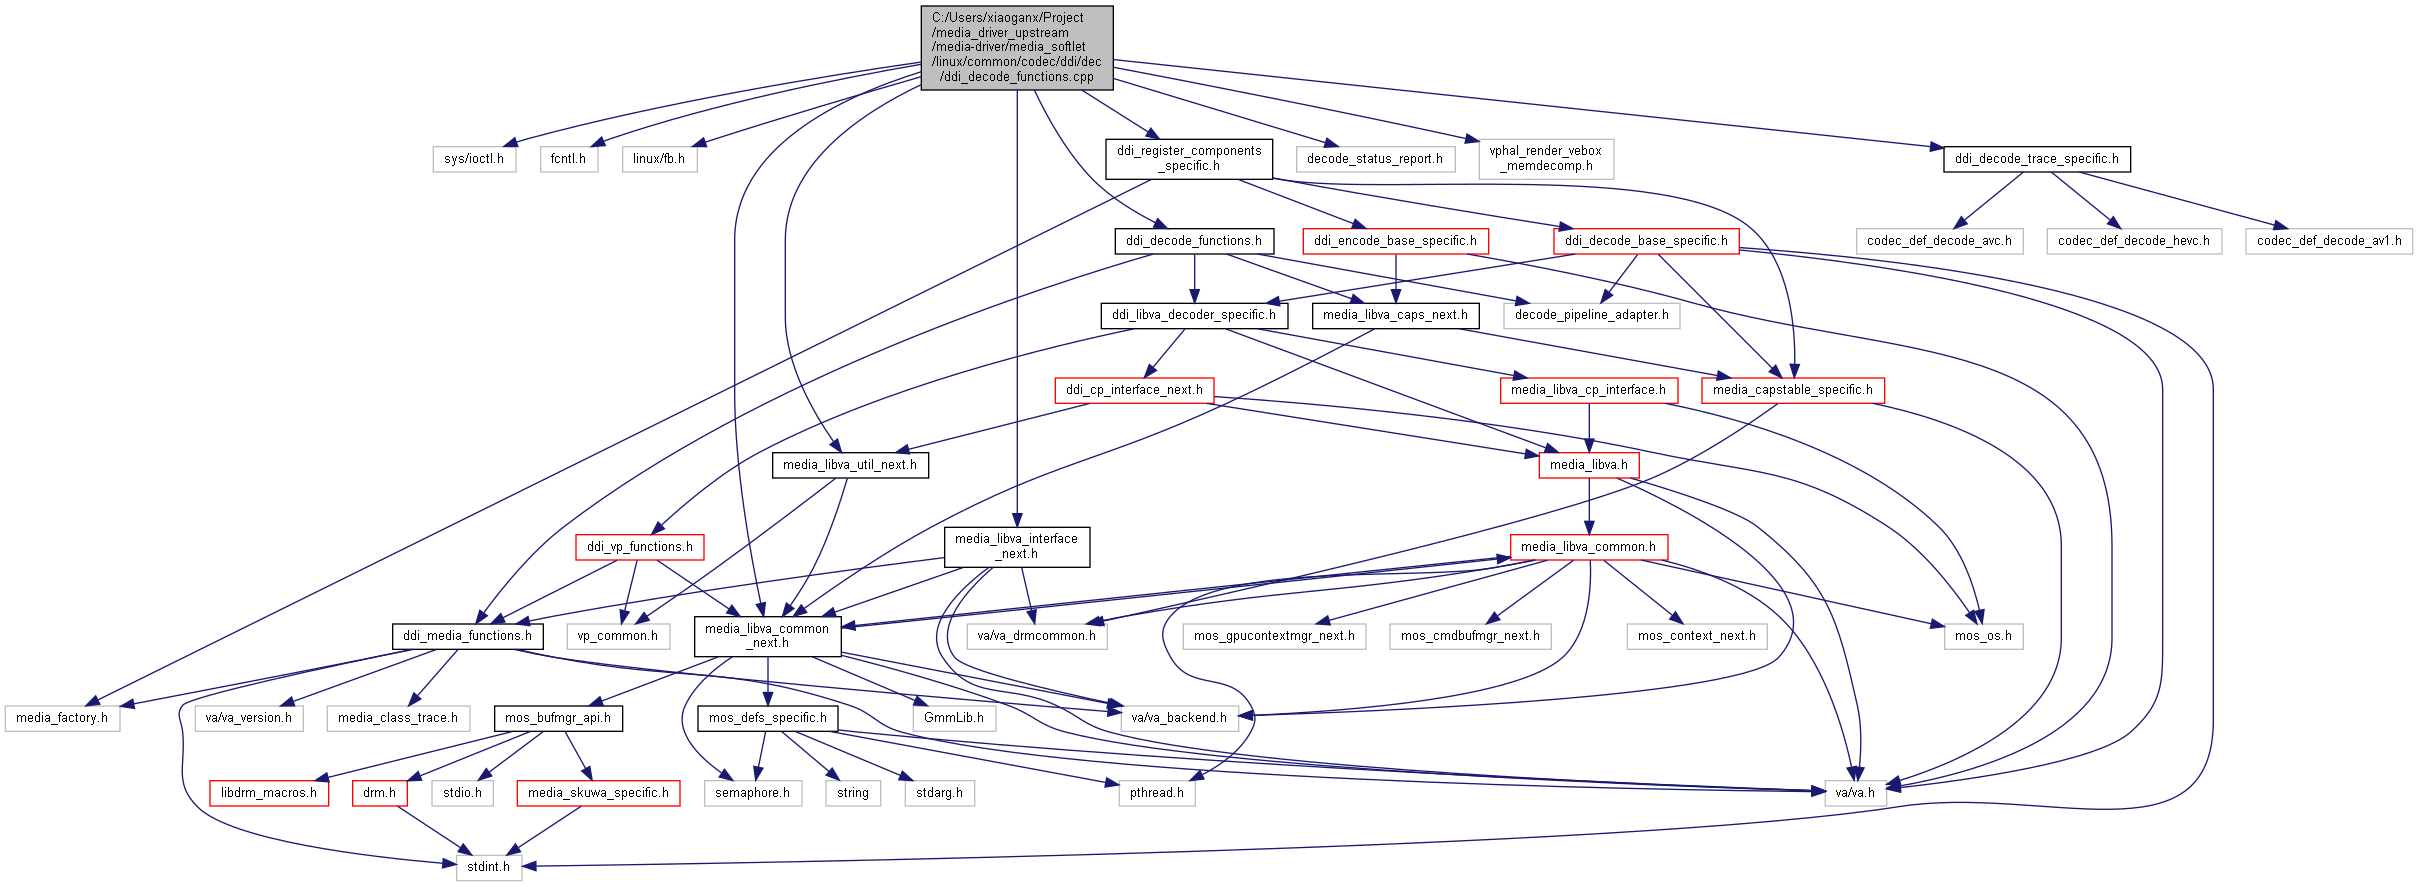 C:/Users/xiaoganx/Project
/media_driver_upstream
/media-driver/media_softlet
/linux/common/codec/ddi/dec
/ddi_decode_functions.cpp
sys/ioctl.h
fcntl.h
linux/fb.h
ddi_register_components
_specific.h
decode_status_report.h
vphal_render_vebox
_memdecomp.h
ddi_decode_trace_specific.h
ddi_decode_functions.h
ddi_encode_base_specific.h
ddi_decode_base_specific.h
codec_def_decode_avc.h
codec_def_decode_hevc.h
codec_def_decode_av1.h
ddi_libva_decoder_specific.h
media_libva_caps_next.h
decode_pipeline_adapter.h
ddi_cp_interface_next.h
media_libva_cp_interface.h
media_capstable_specific.h
media_libva_util_next.h
media_libva.h
ddi_vp_functions.h
media_libva_interface
_next.h
media_libva_common.h
ddi_media_functions.h
vp_common.h
media_libva_common
_next.h
va/va_drmcommon.h
mos_gpucontextmgr_next.h
mos_cmdbufmgr_next.h
mos_context_next.h
mos_os.h
media_factory.h
va/va_version.h
media_class_trace.h
mos_bufmgr_api.h
mos_defs_specific.h
GmmLib.h
va/va_backend.h
libdrm_macros.h
drm.h
stdio.h
media_skuwa_specific.h
semaphore.h
string
stdarg.h
pthread.h
va/va.h
stdint.h